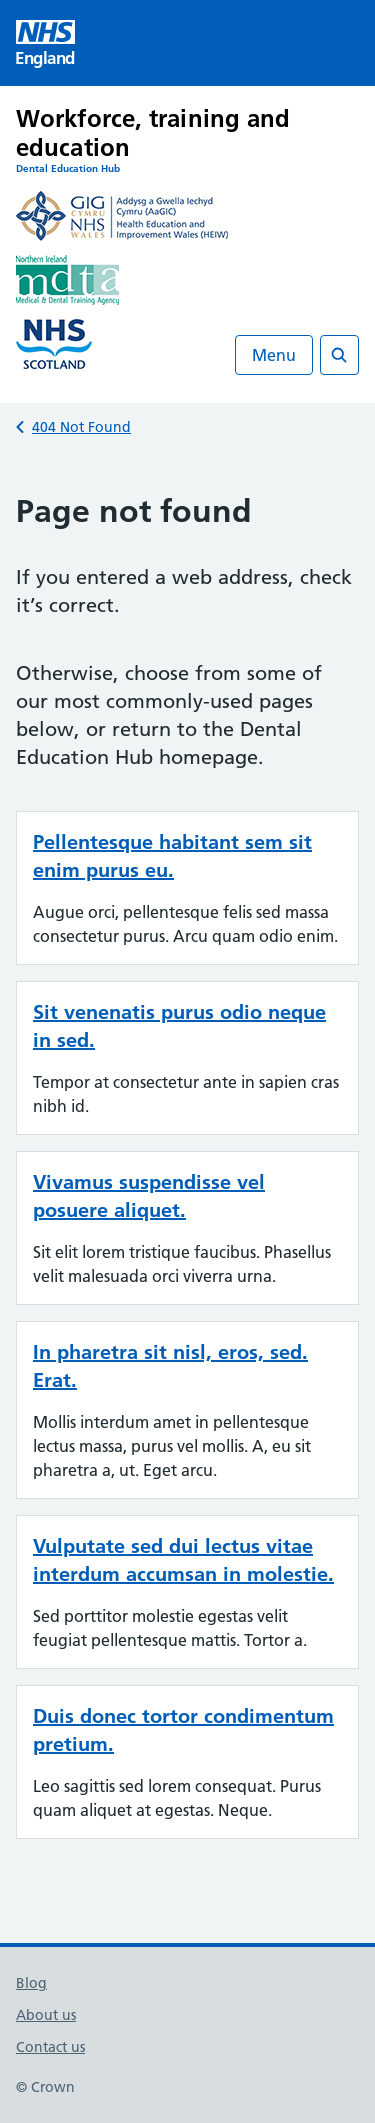 NHS
England
Workforce, training and
education
Dental Education Hub
GIG
CYMRU
NHS
WALES
Addysg a Gwella Iechyd
Cymru (AaGIC)
Health Education and
Improvement Wales (HEIW)
Northern Ireland
mdta
Medical & Dental Training Agency
NHS
SCOTLAND
Menu
404 Not Found
Page not found
If you entered a web address, check
it’s correct.
Otherwise, choose from some of
our most commonly-used pages
below, or return to the Dental
Education Hub homepage.
Pellentesque habitant sem sit
enim purus eu.
Augue orci, pellentesque felis sed massa
consectetur purus. Arcu quam odio enim.
Sit venenatis purus odio neque
in sed.
Tempor at consectetur ante in sapien cras
nibh id.
Vivamus suspendisse vel
posuere aliquet.
Sit elit lorem tristique faucibus. Phasellus
velit malesuada orci viverra urna.
In pharetra sit nisl, eros, sed.
Erat.
Mollis interdum amet in pellentesque
lectus massa, purus vel mollis. A, eu sit
pharetra a, ut. Eget arcu.
Vulputate sed dui lectus vitae
interdum accumsan in molestie.
Sed porttitor molestie egestas velit
feugiat pellentesque mattis. Tortor a.
Duis donec tortor condimentum
pretium.
Leo sagittis sed lorem consequat. Purus
quam aliquet at egestas. Neque.
Blog
About us
Contact us
© Crown